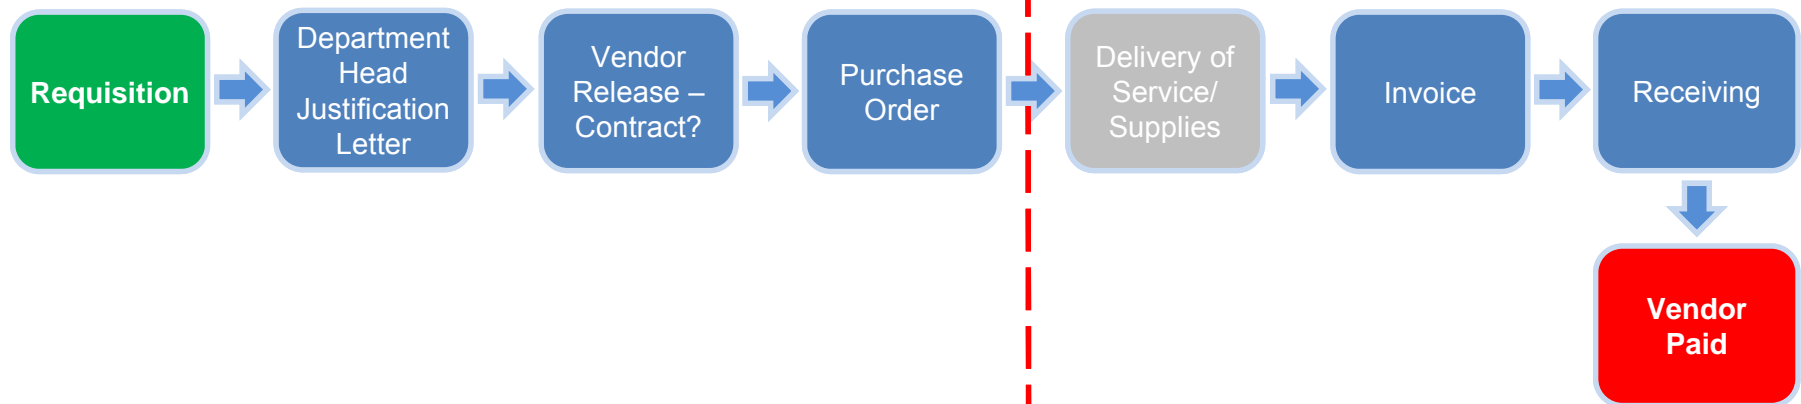 Requisition
Department
Head
Justification
Letter
Vendor
Release –
Contract?
Purchase
Order
Delivery of
Service/
Supplies
Invoice
Receiving
Vendor
Paid